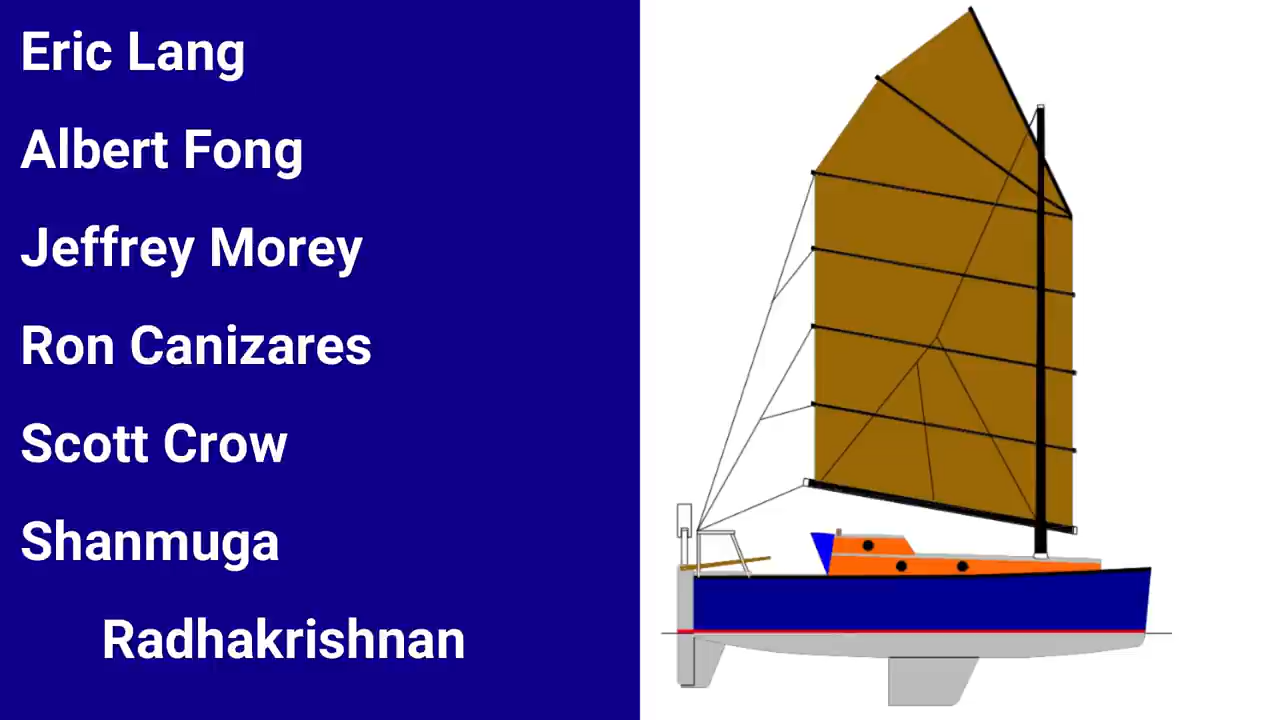 Eric Lang
Albert Fong
Jeffrey Morey
Ron Canizares
Scott Crow
Shanmuga
Radhakrishnan